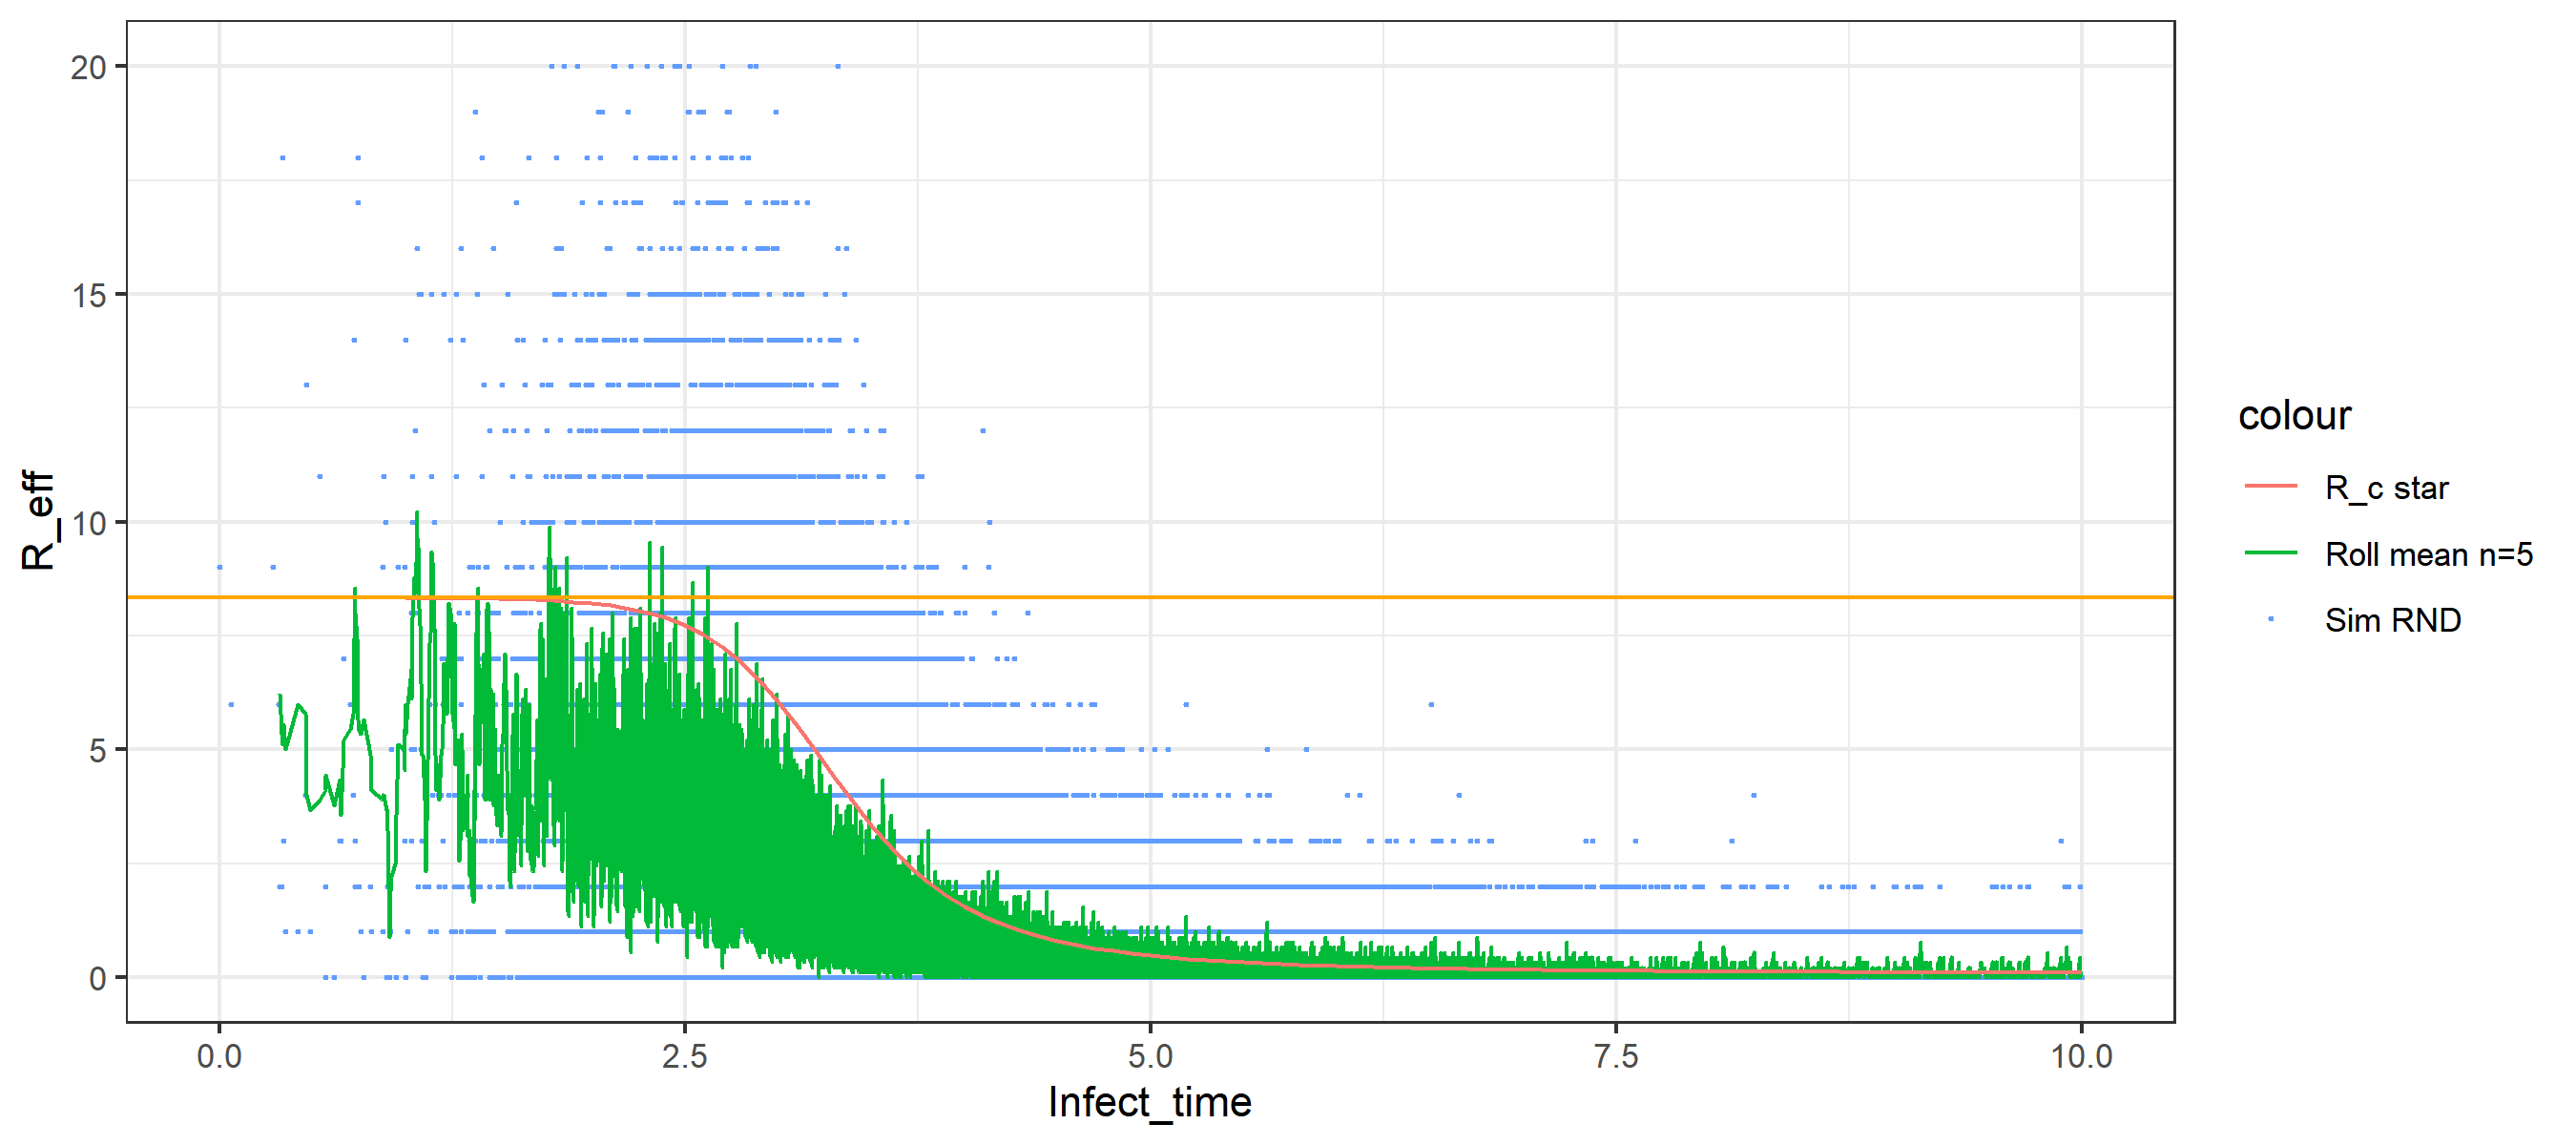 20
15
10
5
0
R_eff
0.0 2.5 5.0 7.5 10.0
Infect_time
colour
R_c star
Roll mean n=5
Sim RND